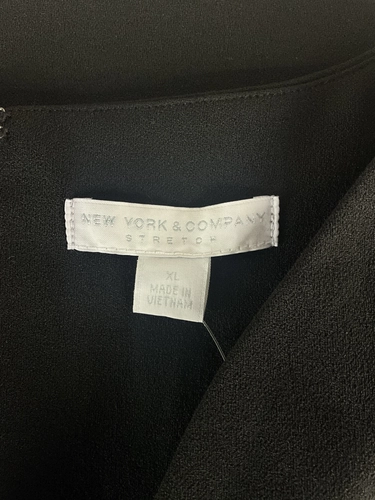 NEW YORK & COMPANY
STRETCH
XL
MADE IN
VIETNAM